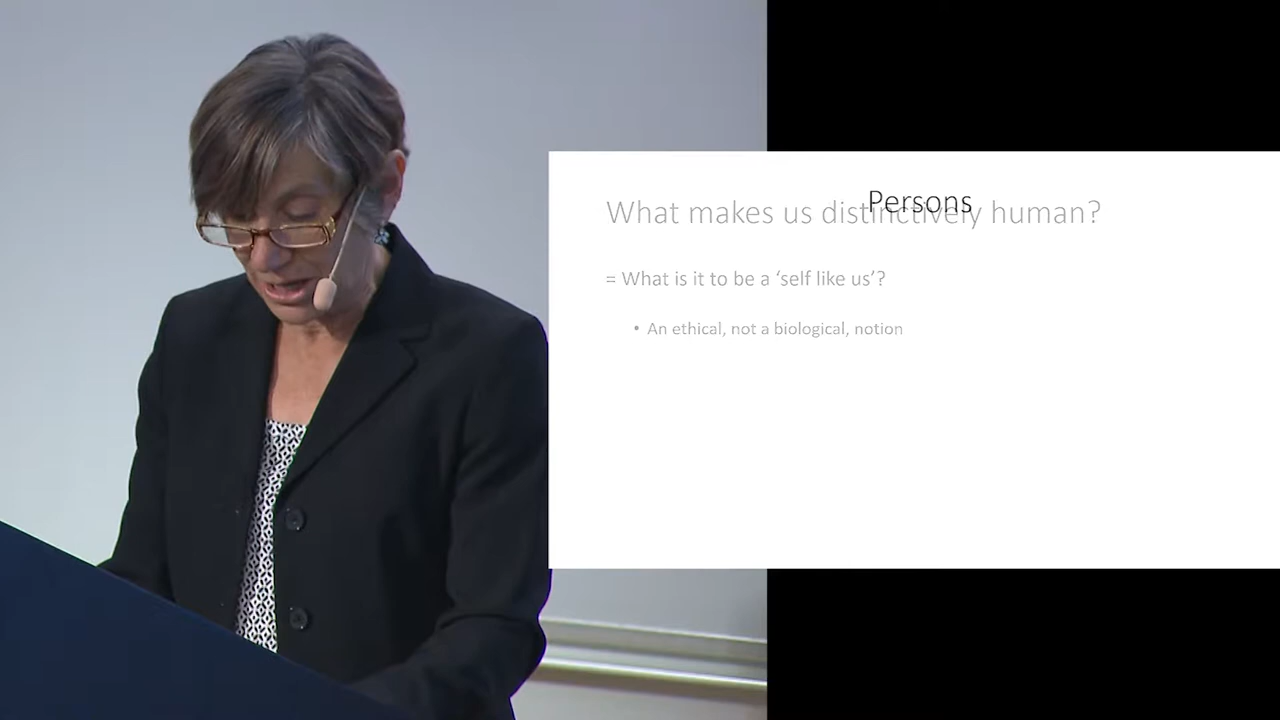 Persons
What makes us distinctively human?
= What is it to be a ‘self like us’?
• An ethical, not a biological, notion